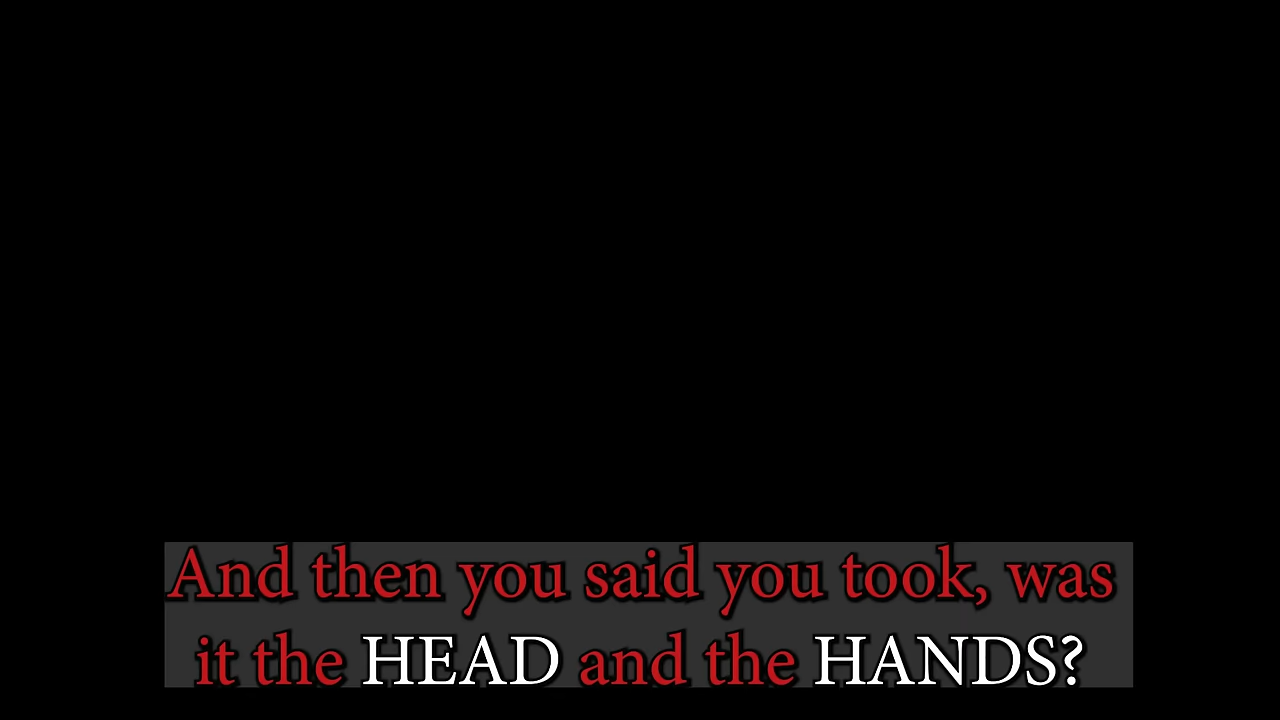 And then you said you took, was
it the HEAD and the HANDS?